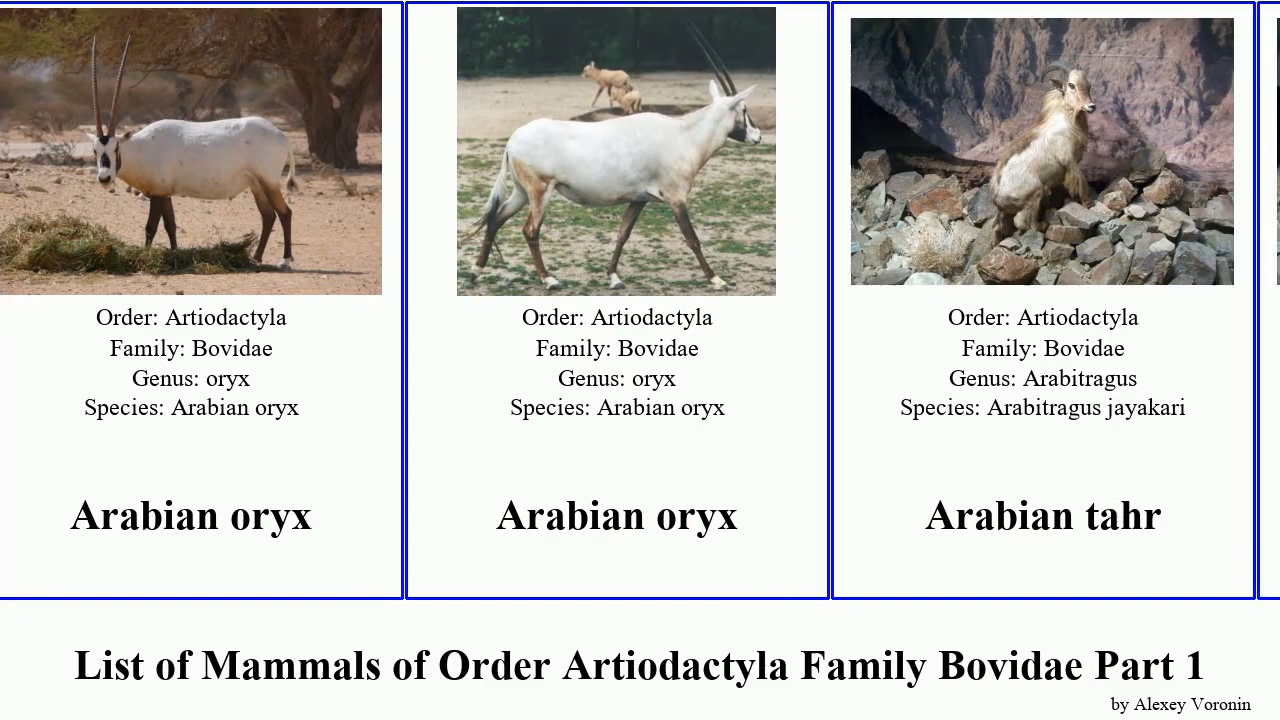 Order: Artiodactyla
Family: Bovidae
Genus: oryx
Species: Arabian oryx
Arabian oryx
Order: Artiodactyla
Family: Bovidae
Genus: oryx
Species: Arabian oryx
Arabian oryx
Order: Artiodactyla
Family: Bovidae
Genus: Arabitragus
Species: Arabitragus jayakari
Arabian tahr
List of Mammals of Order Artiodactyla Family Bovidae Part 1
by Alexey Voronin